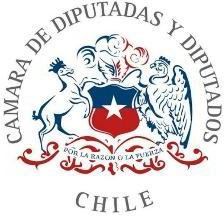 CAMARA DE DIPUTADAS Y DIPUTADOS
POR LA RAZON O LA FUERZA
CHILE